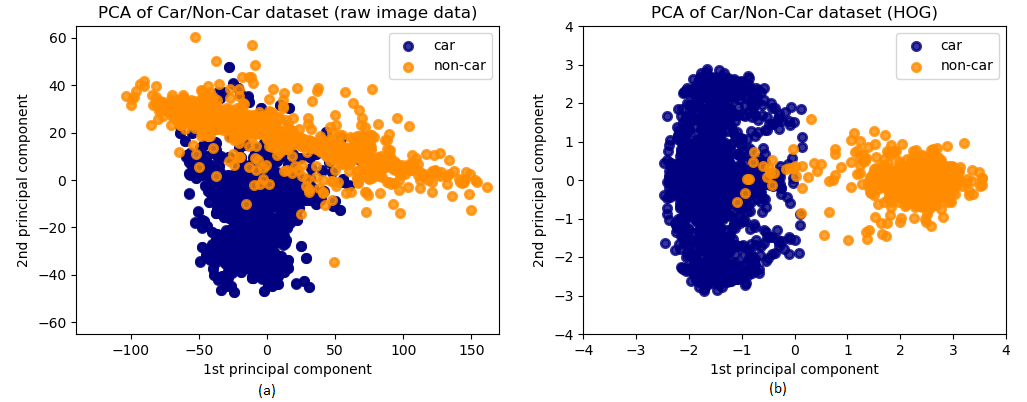 PCA of Car/Non-Car dataset (raw image data)
60
40
20
0
−20
−40
−60
2nd principal component
car
non-car
−100
−50
0
50
100
150
1st principal component
(a)
PCA of Car/Non-Car dataset (HOG)
4
3
2
1
0
−1
−2
−3
−4
2nd principal component
car
non-car
−4
−3
−2
−1
0
1
2
3
4
1st principal component
(b)